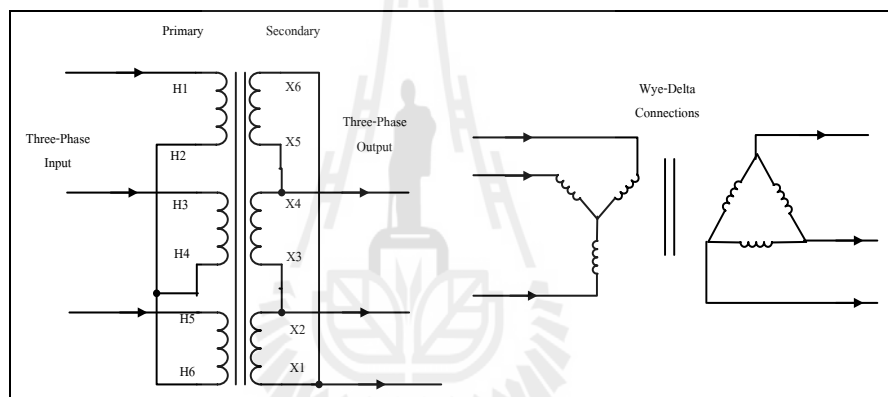 Primary
Secondary
H1
X6
Wye-Delta
Connections
Three-Phase
Input
X5
Three-Phase
Output
H2
H3
X4
H4
X3
H5
X2
H6
X1